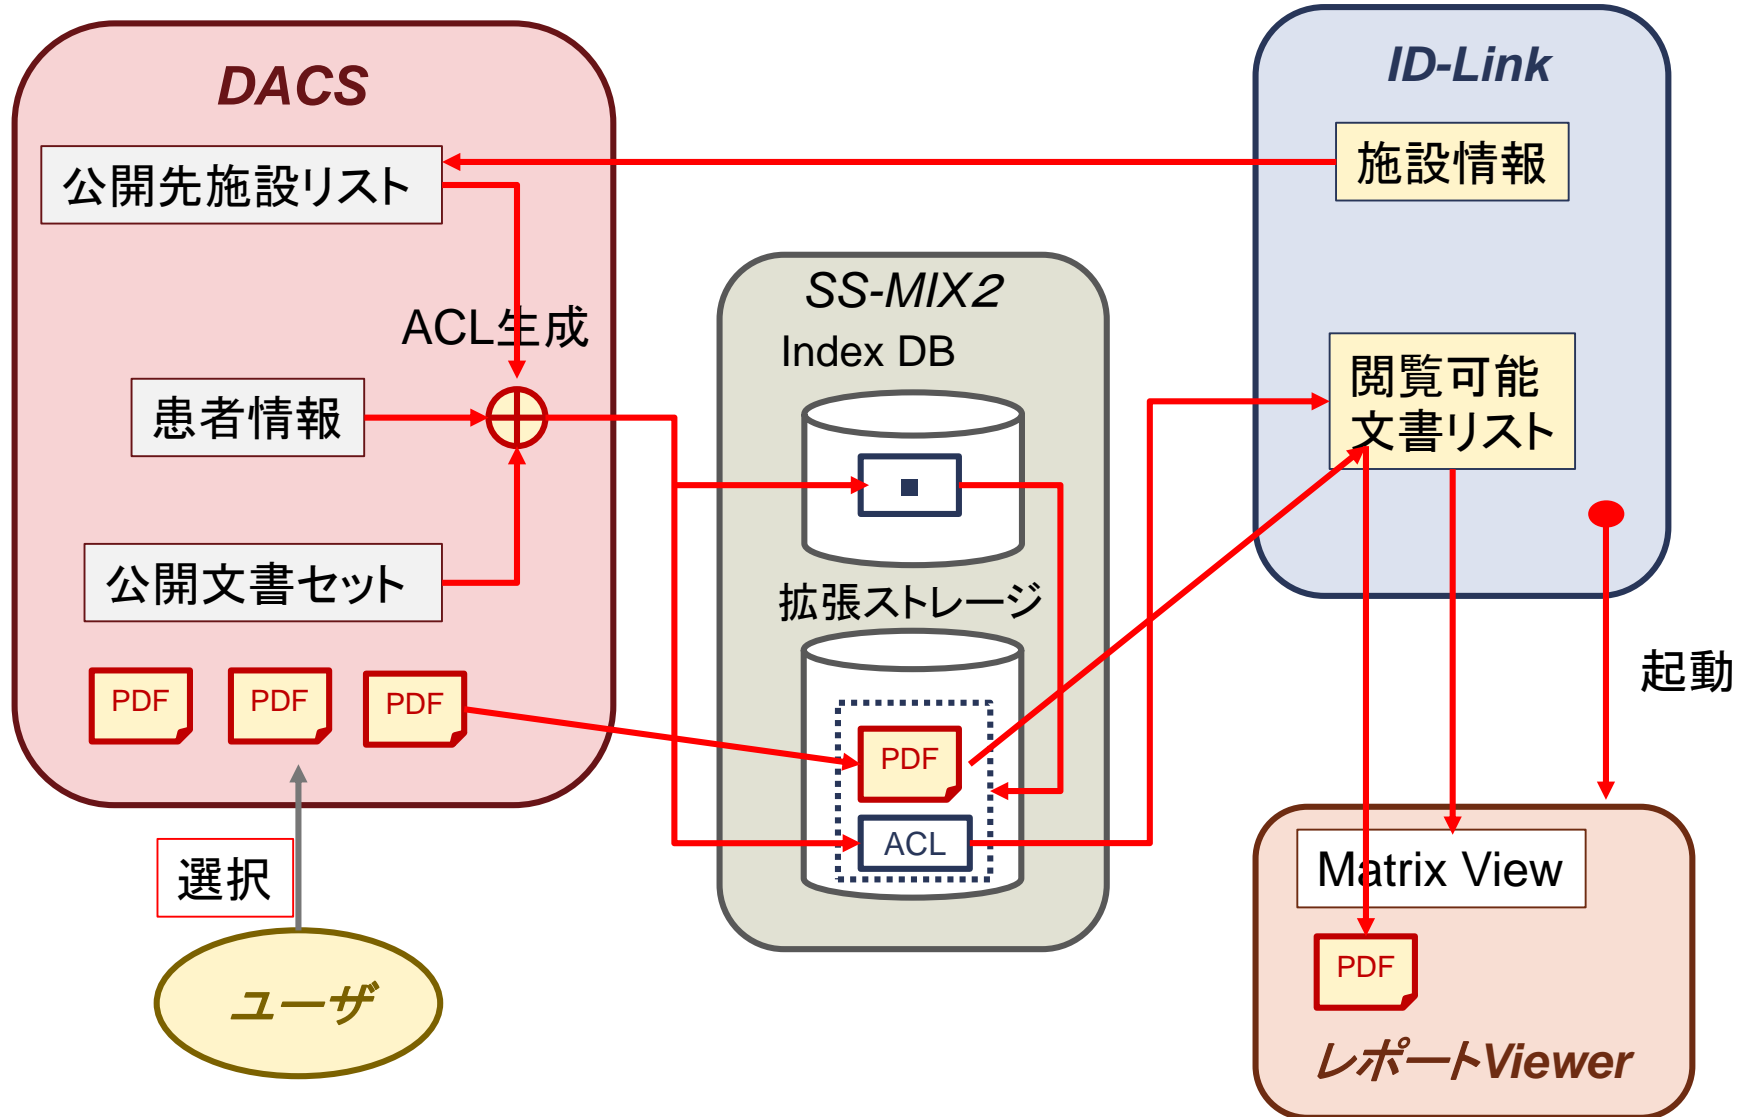 DACS
公開先施設リスト
ACL生成
患者情報
公開文書セット
PDF
PDF
PDF
選択
ユーザ
SS-MIX２
Index DB
拡張ストレージ
PDF
ACL
ID-Link
施設情報
閲覧可能
文書リスト
起動
Matrix View
PDF
レポートViewer